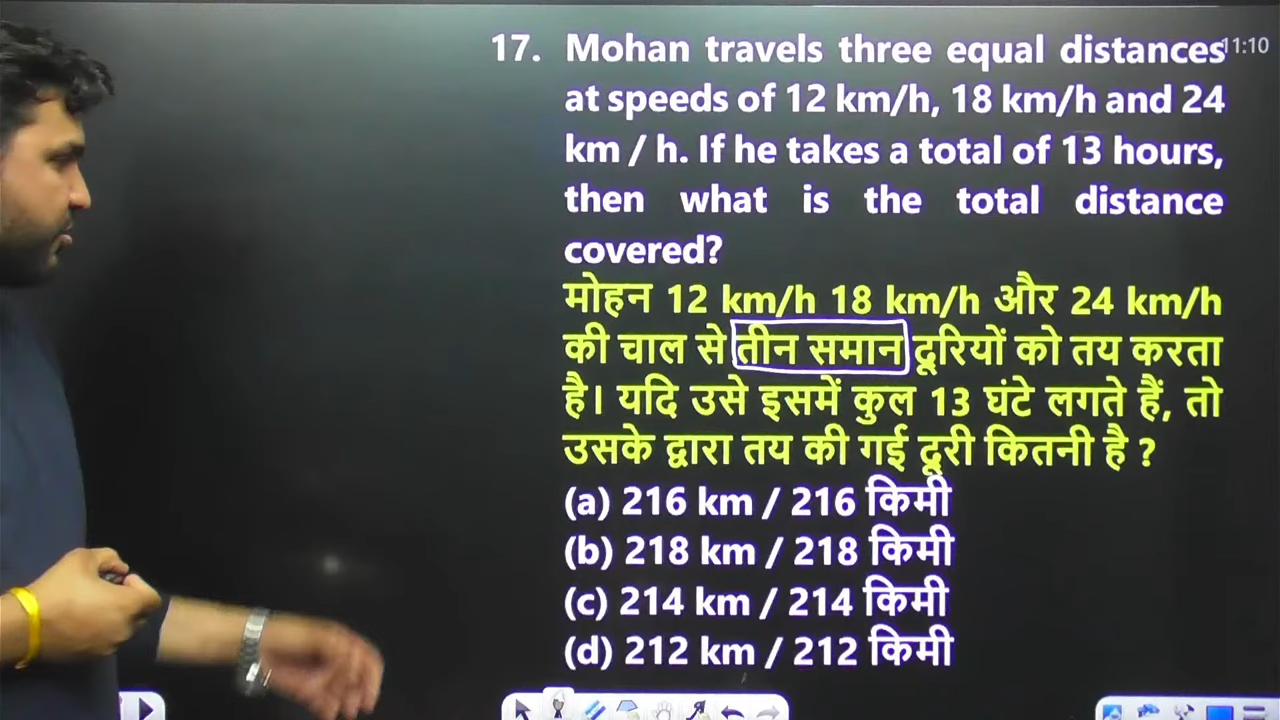 17. Mohan travels three equal distances
11:10
at speeds of 12 km/h, 18 km/h and 24
km / h. If he takes a total of 13 hours,
then what is the total distance
covered?
मोहन 12 km/h 18 km/h और 24 km/h
की चाल से तीन समान दूरियों को तय करता
है। यदि उसे इसमें कुल 13 घंटे लगते हैं, तो
उसके द्वारा तय की गई दूरी कितनी है ?
(a) 216 km / 216 किमी
(b) 218 km / 218 किमी
(c) 214 km / 214 किमी
(d) 212 km / 212 किमी